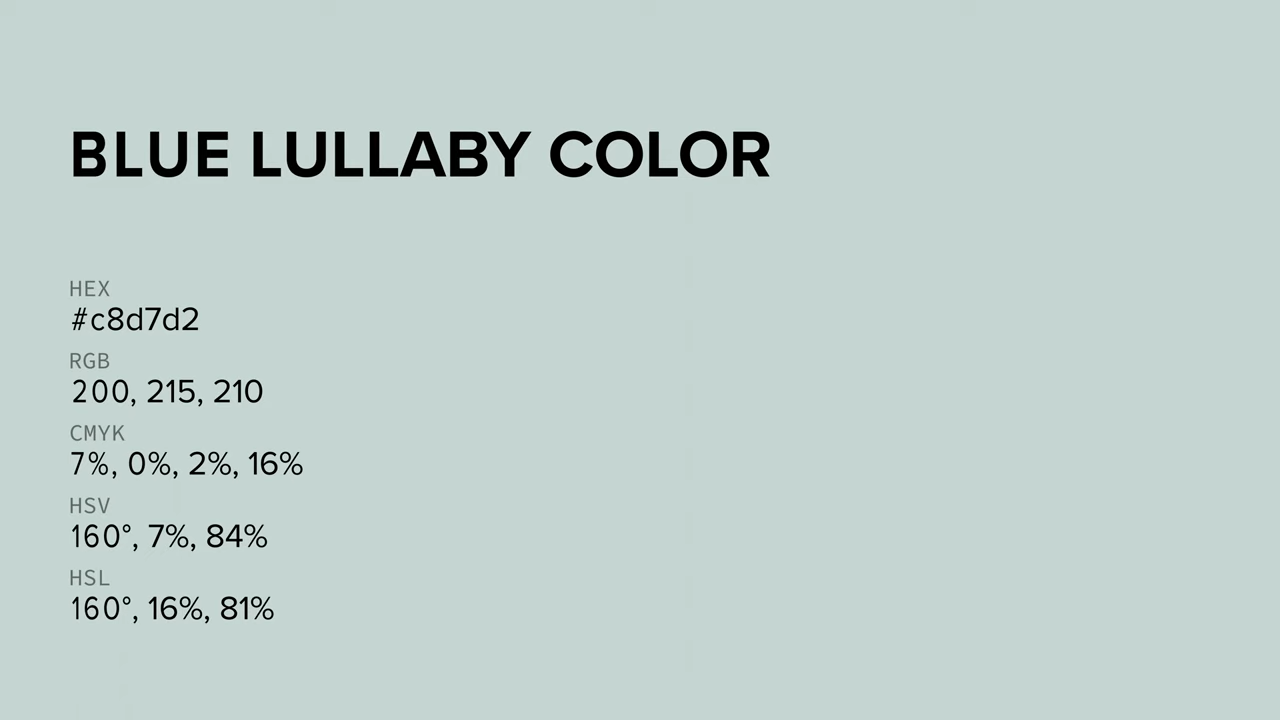 BLUE LULLABY COLOR
HEX
#c8d7d2
RGB
200, 215, 210
CMYK
7%, 0%, 2%, 16%
HSV
160°, 7%, 84%
HSL
160°, 16%, 81%